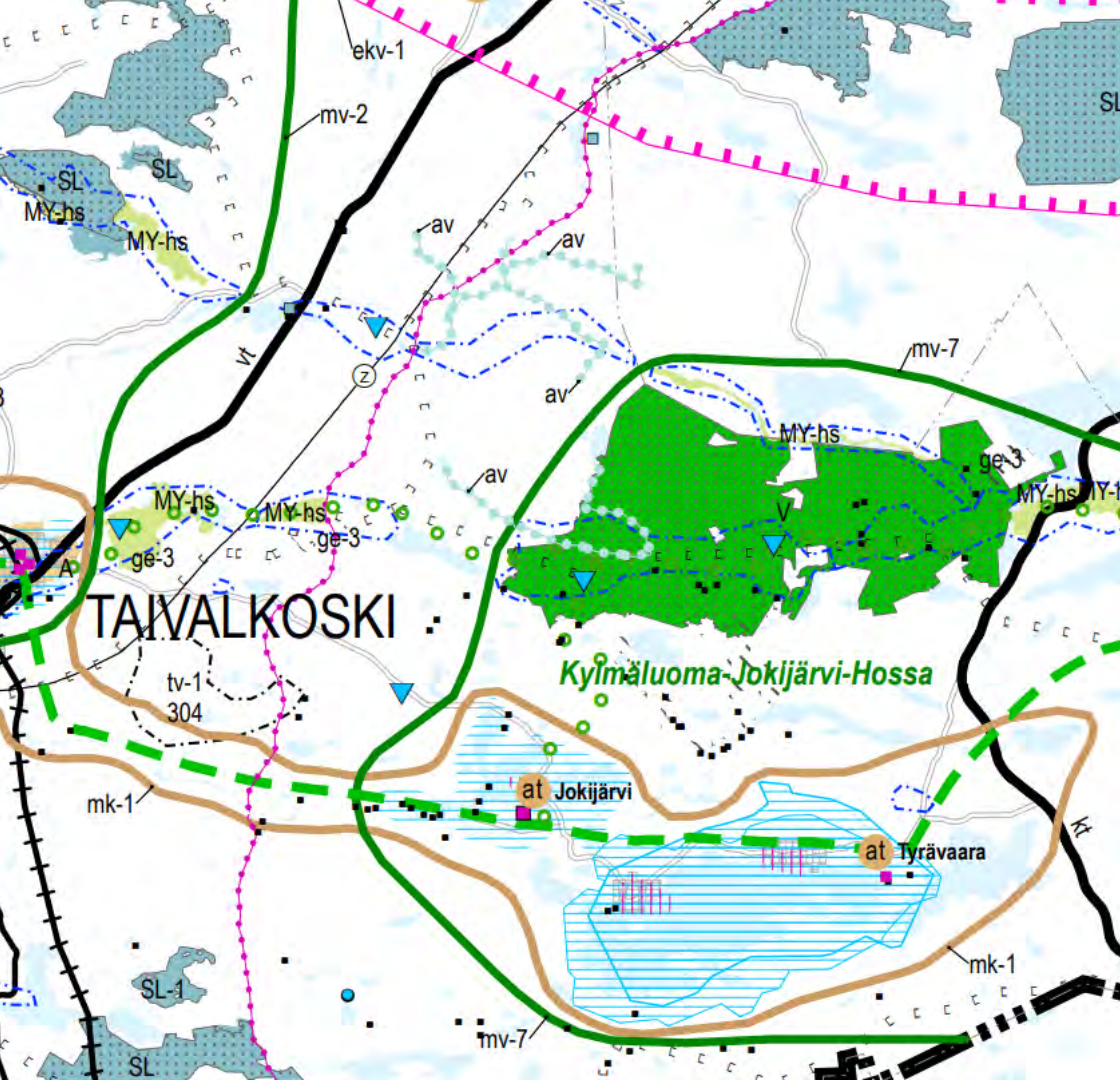 ekv-1
mv-2
SL
SL
SL
MY-hs
MY-hs
av
av
vt
z
mv-7
av
MY-hs
ge-3
av
MY-hs
MY-hs
MY-hs
V
ge-3
ge-3
A
TAIVALKOSKI
Kylmäluoma-Jokijärvi-Hossa
tv-1
304
at Jokijärvi
mk-1
kt
at Tyrävaara
mk-1
SL-1
mv-7
SL